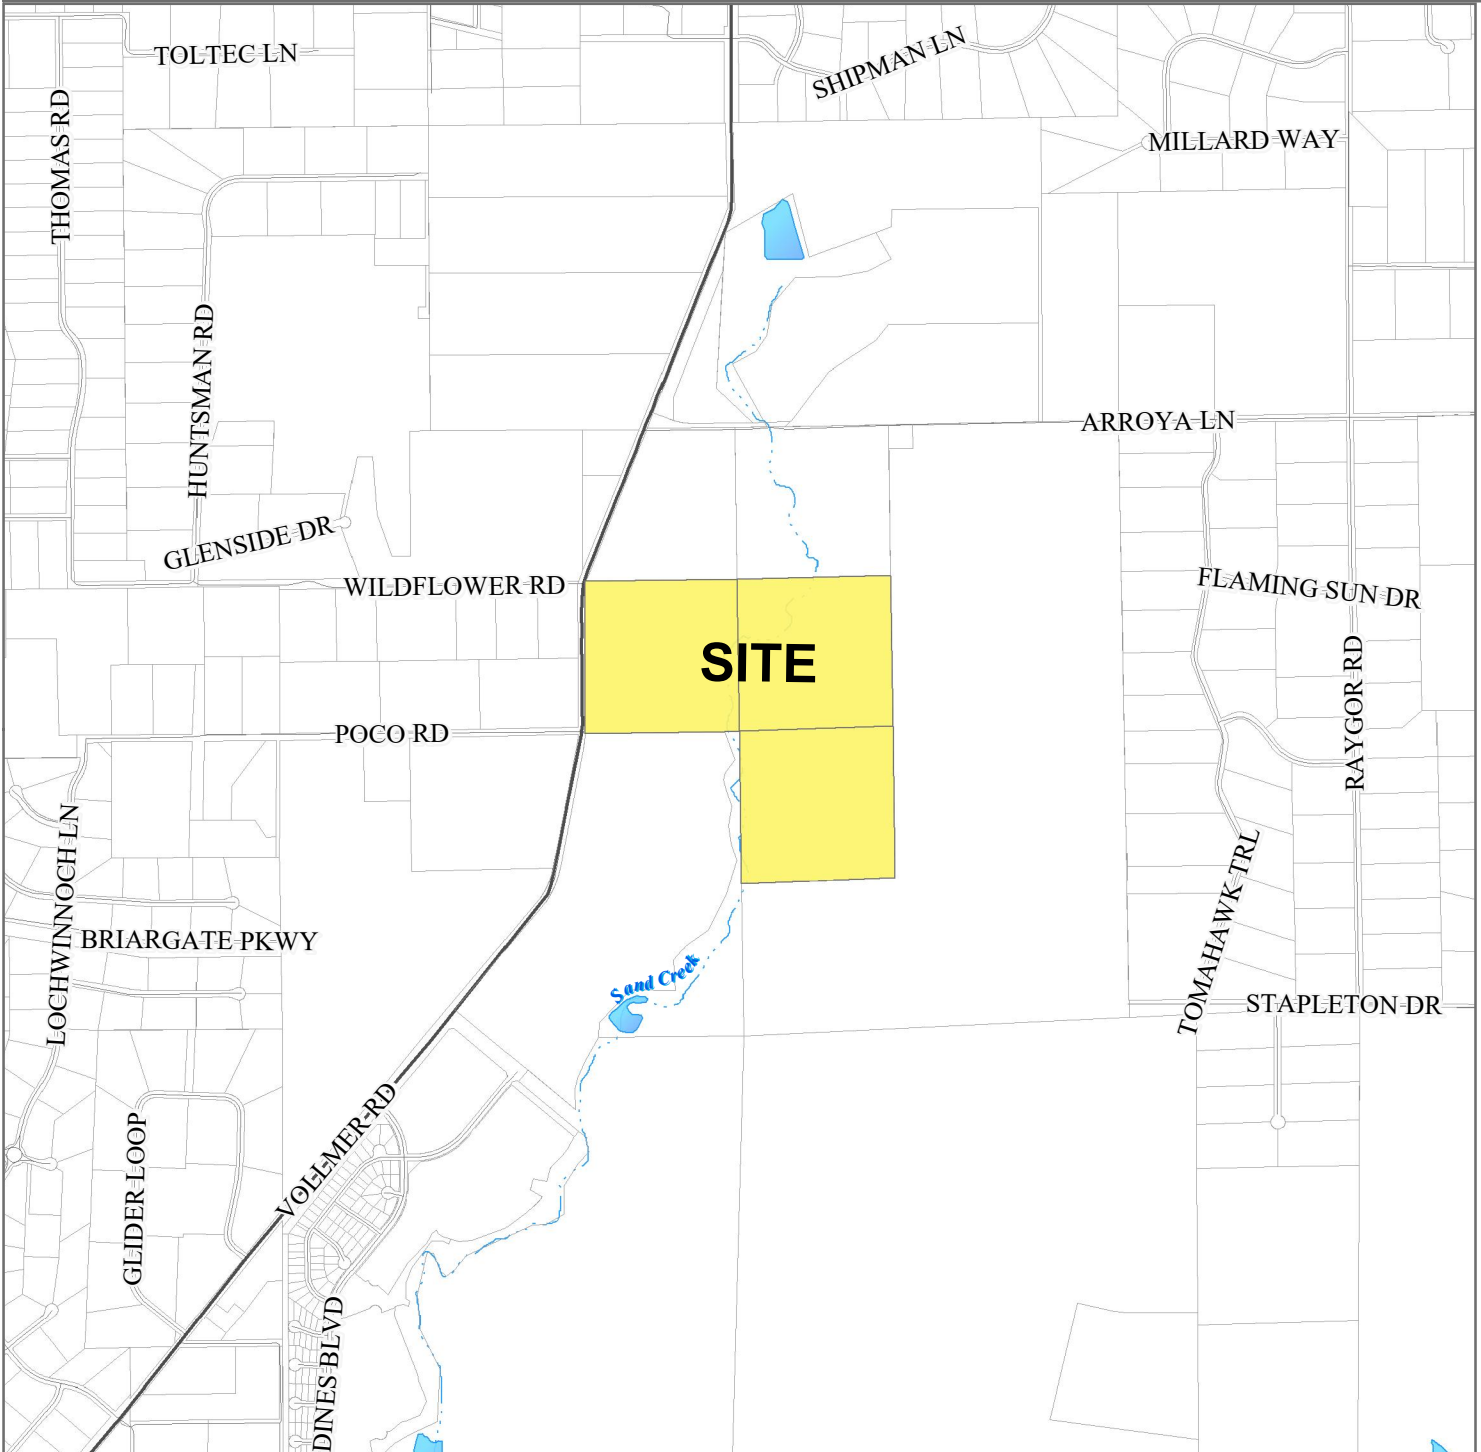 TOLTEC LN
SHIPMAN LN
THOMAS RD
MILLARD WAY
HUNTSMAN RD
ARROYA LN
GLENSIDE DR
WILDFLOWER RD
FLAMING SUN DR
SITE
RAYGOR RD
POCO RD
LOCHWINNOCH LN
TOMAHAWK TRL
BRIARGATE PKWY
Sand Creek
STAPLETON DR
VOLLMER RD
GLIDER LOOP
DINES BLVD